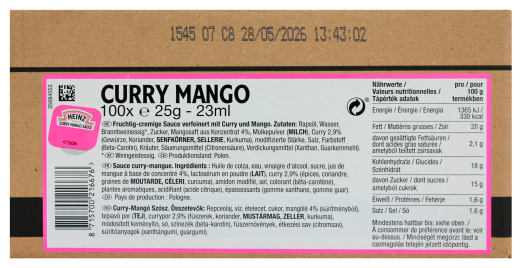 1545 07 C8 28/05/2026 13:43:02
CURRY MANGO
100x e 25g - 23ml
HEINZ
CURRY MANGO SAUCE
Fruchtig-cremige Sauce verfeinert mit Curry und Mango. Zutaten: Rapsöl, Wasser,
Branntweinessig*, Zucker, Mangosaft aus Konzentrat 4%, Molkepulver (MILCH), Curry 2,9%
(Gewürze, Koriander, SENFKÖRNER, SELLERIE, Kurkuma), modifizierte Stärke, Salz, Farbstoff
(Beta-Carotin), Kräuter, Säuerungsmittel (Citronensäure), Verdickungsmittel (Xanthan, Guarkernmehl).
*Weingeistessig. Produktionsland: Polen.
Sauce curry-mangue. Ingrédients : Huile de colza, eau, vinaigre d'alcool, sucre, jus de
mangue à base de concentré 4%, lactosérum en poudre (LAIT), curry 2,9% (épices, coriandre,
graines de MOUTARDE, CÉLERI, curcuma), amidon modifié, sel, colorant (bêta-carotène),
plantes aromatiques, acidifiant (acide citrique), épaississants (gomme xanthane, gomme guar).
Pays de production : Pologne.
Curry-Mangó Szósz. Összetevők: Repceolaj, víz, ételecet, cukor, mangólé 4% (sűrítményből),
tejsavó por (TEJ), currypor 2,9% (fűszerek, koriander, MUSTÁRMAG, ZELLER, kurkuma),
módosított keményítő, só, színezék (béta-karotin), fűszernövények, étkezési sav (citromsav),
sűrítőanyagok (xanthángumi, guargumi).
8 715700 216676 >
Nährwerte / Valeurs nutritionnelles / Tápérték adatok
pro / pour 100 g termékben
Energie / Énergie / Energia 1365 kJ / 330 kcal
Fett / Matières grasses / Zsír 28 g
davon gesättigte Fettsäuren / dont acides gras saturés / amelyből telített zsírsavak 2,1 g
Kohlenhydrate / Glucides / Szénhidrát 18 g
davon Zucker / dont sucres / amelyből cukrok 15 g
Eiweiß / Protéines / Fehérje 1,6 g
Salz / Sel / Só 1,6 g
Mindestens haltbar bis: siehe oben. /
À consommer de préférence avant le: voir
au-dessus. / Minőségét megőrzi: lásd a
csomagolás tetején jelzett időpontig.